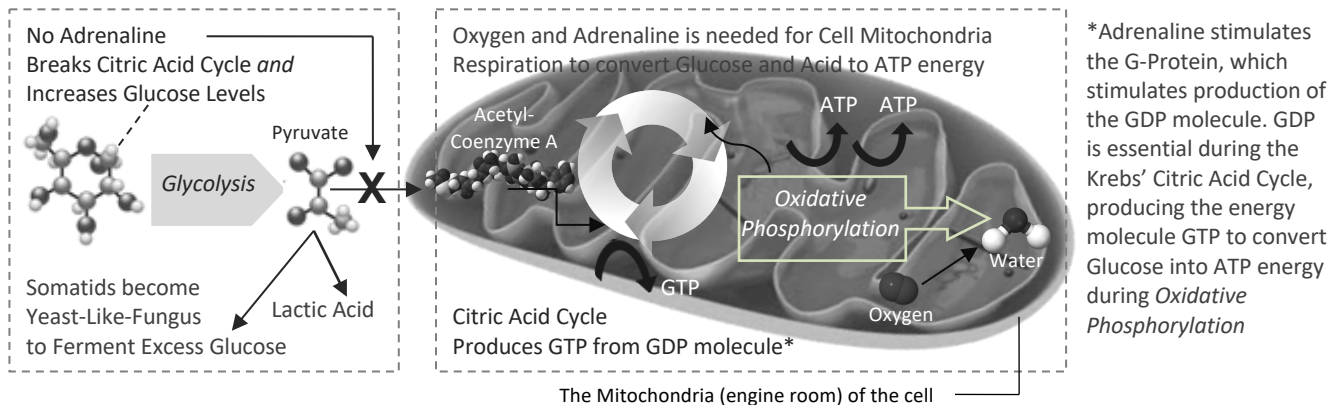 No Adrenaline
Breaks Citric Acid Cycle and
Increases Glucose Levels
Pyruvate
Glycolysis
X
Somatids become
Yeast-Like-Fungus
to Ferment Excess Glucose
Lactic Acid
Oxygen and Adrenaline is needed for Cell Mitochondria
Respiration to convert Glucose and Acid to ATP energy
Acetyl-
Coenzyme A
ATP
ATP
Oxidative
Phosphorylation
Water
Oxygen
GTP
Citric Acid Cycle
Produces GTP from GDP molecule*
The Mitochondria (engine room) of the cell
*Adrenaline stimulates
the G-Protein, which
stimulates production of
the GDP molecule. GDP
is essential during the
Krebs’ Citric Acid Cycle,
producing the energy
molecule GTP to convert
Glucose into ATP energy
during Oxidative
Phosphorylation